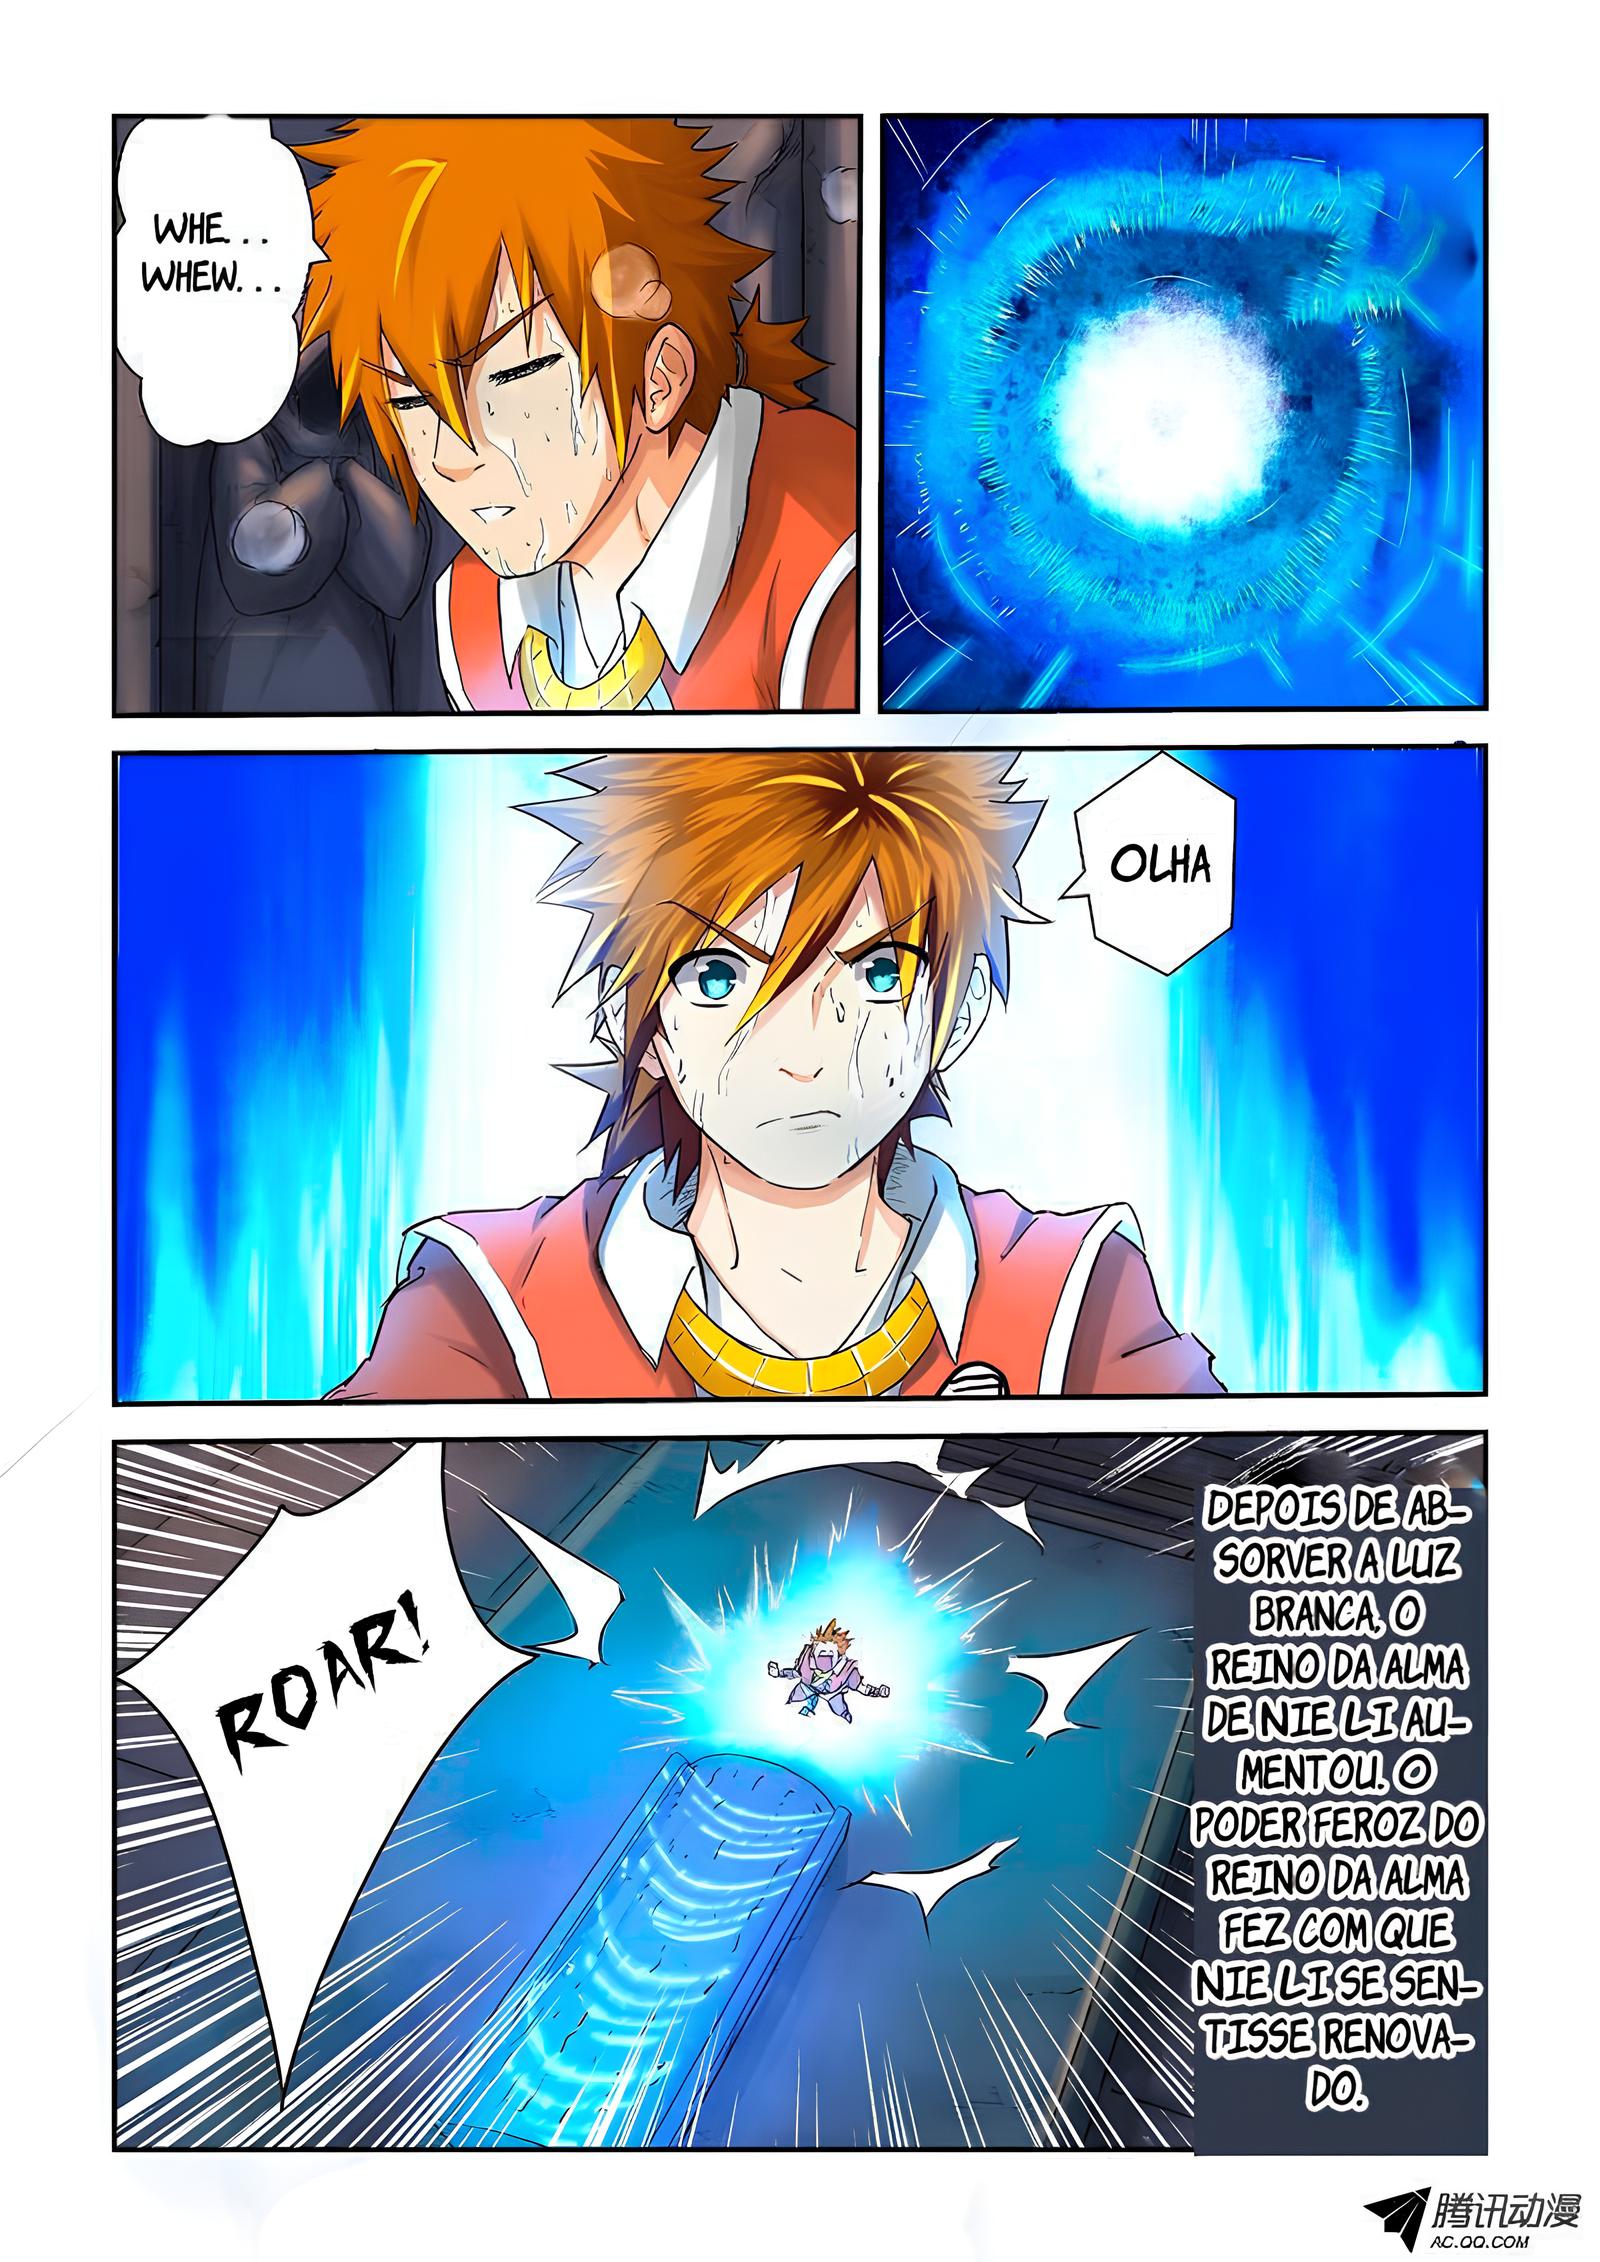 WHE...
WHEW...
OLHA
ROAR!
DEPOIS DE AB-
SORVER A LUZ
BRANCA, O
REINO DA ALMA
DE NIE LI AU-
MENTOU. O
PODER FEROZ DO
REINO DA ALMA
FEZ COM QUE
NIE LI SE SEN-
TISSE RENOVA-
DO.
腾讯动漫
AC.QQ.COM